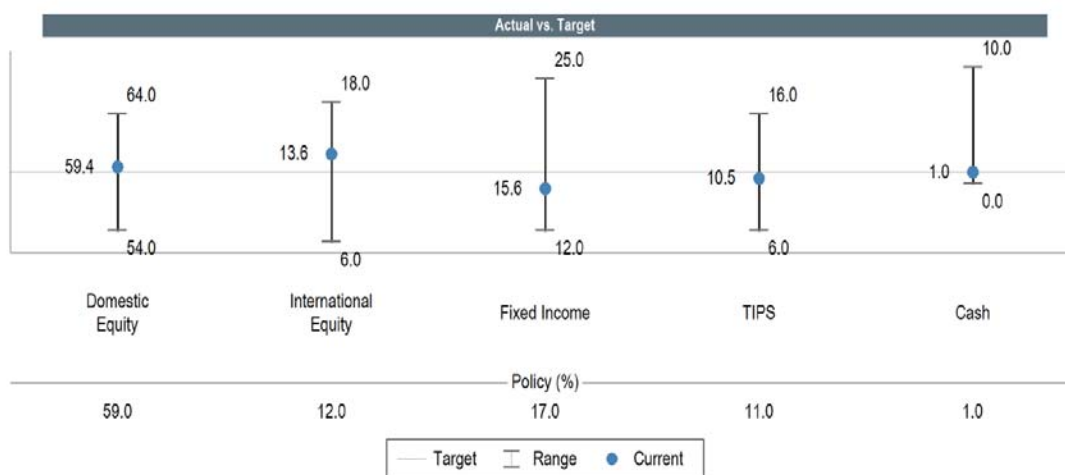 Actual vs. Target
64.0
59.4
54.0
18.0
13.6
6.0
25.0
15.6
12.0
16.0
10.5
6.0
10.0
1.0
0.0
Domestic
Equity
International
Equity
Fixed Income
TIPS
Cash
Policy (%)
59.0 12.0 17.0 11.0 1.0
Target Range Current